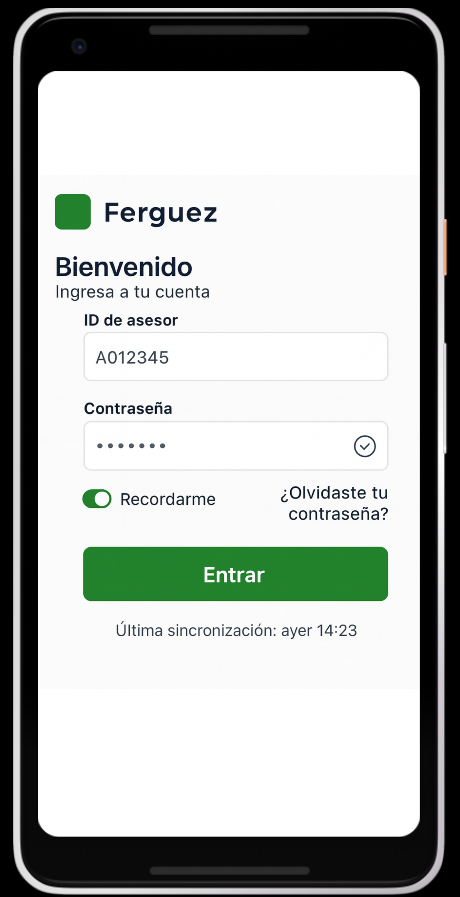 Ferguez
Bienvenido
Ingresa a tu cuenta
ID de asesor
A012345
Contraseña
•••••••
Recordarme
¿Olvidaste tu
contraseña?
Entrar
Última sincronización: ayer 14:23